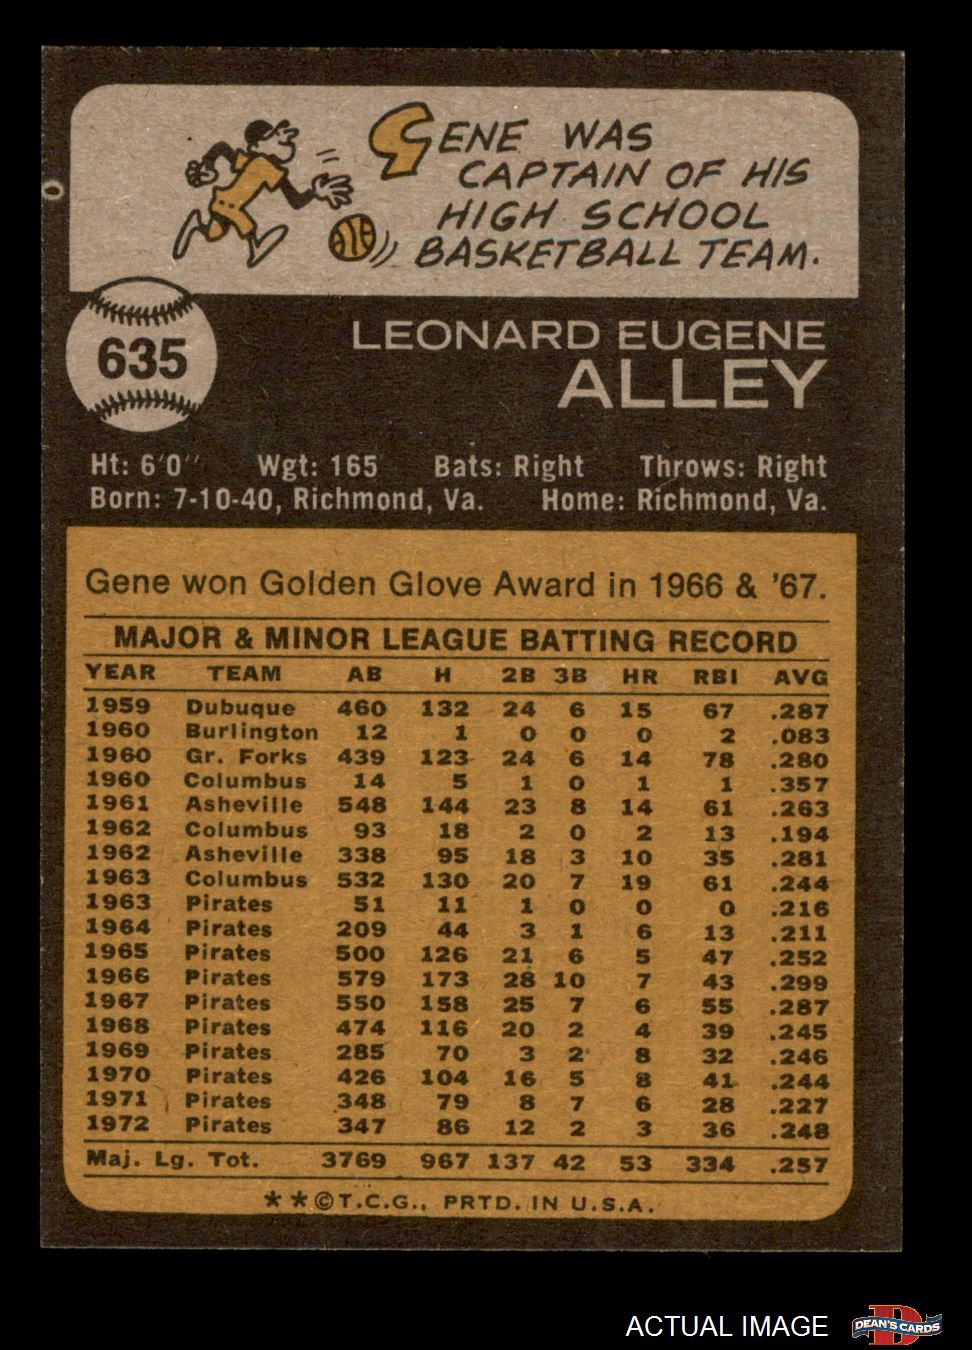 GENE WAS
CAPTAIN OF HIS
HIGH SCHOOL
BASKETBALL TEAM.
635
LEONARD EUGENE
ALLEY
Ht: 6'0" Wgt: 165 Bats: Right Throws: Right
Born: 7-10-40, Richmond, Va. Home: Richmond, Va.
Gene won Golden Glove Award in 1966 & '67.
MAJOR & MINOR LEAGUE BATTING RECORD
YEAR TEAM AB H 2B 3B HR RBI AVG
1959 Dubuque 460 132 24 6 15 67 .287
1960 Burlington 12 1 0 0 0 2 .083
1960 Gr. Forks 439 123 24 6 14 78 .280
1960 Columbus 14 5 1 0 1 1 .357
1961 Asheville 548 144 23 8 14 61 .263
1962 Columbus 93 18 2 0 2 13 .194
1962 Asheville 338 95 18 3 10 35 .281
1963 Columbus 532 130 20 7 19 61 .244
1963 Pirates 51 11 1 0 0 0 .216
1964 Pirates 209 44 3 1 6 13 .211
1965 Pirates 500 126 21 6 5 47 .252
1966 Pirates 579 173 28 10 7 43 .299
1967 Pirates 550 158 25 7 6 55 .287
1968 Pirates 474 116 20 2 4 39 .245
1969 Pirates 285 70 3 2 8 32 .246
1970 Pirates 426 104 16 5 8 41 .244
1971 Pirates 348 79 8 7 6 28 .227
1972 Pirates 347 86 12 2 3 36 .248
Maj. Lg. Tot. 3769 967 137 42 53 334 .257
**©T.C.G., PRTD. IN U.S.A.
ACTUAL IMAGE
D
DEAN'S CARDS